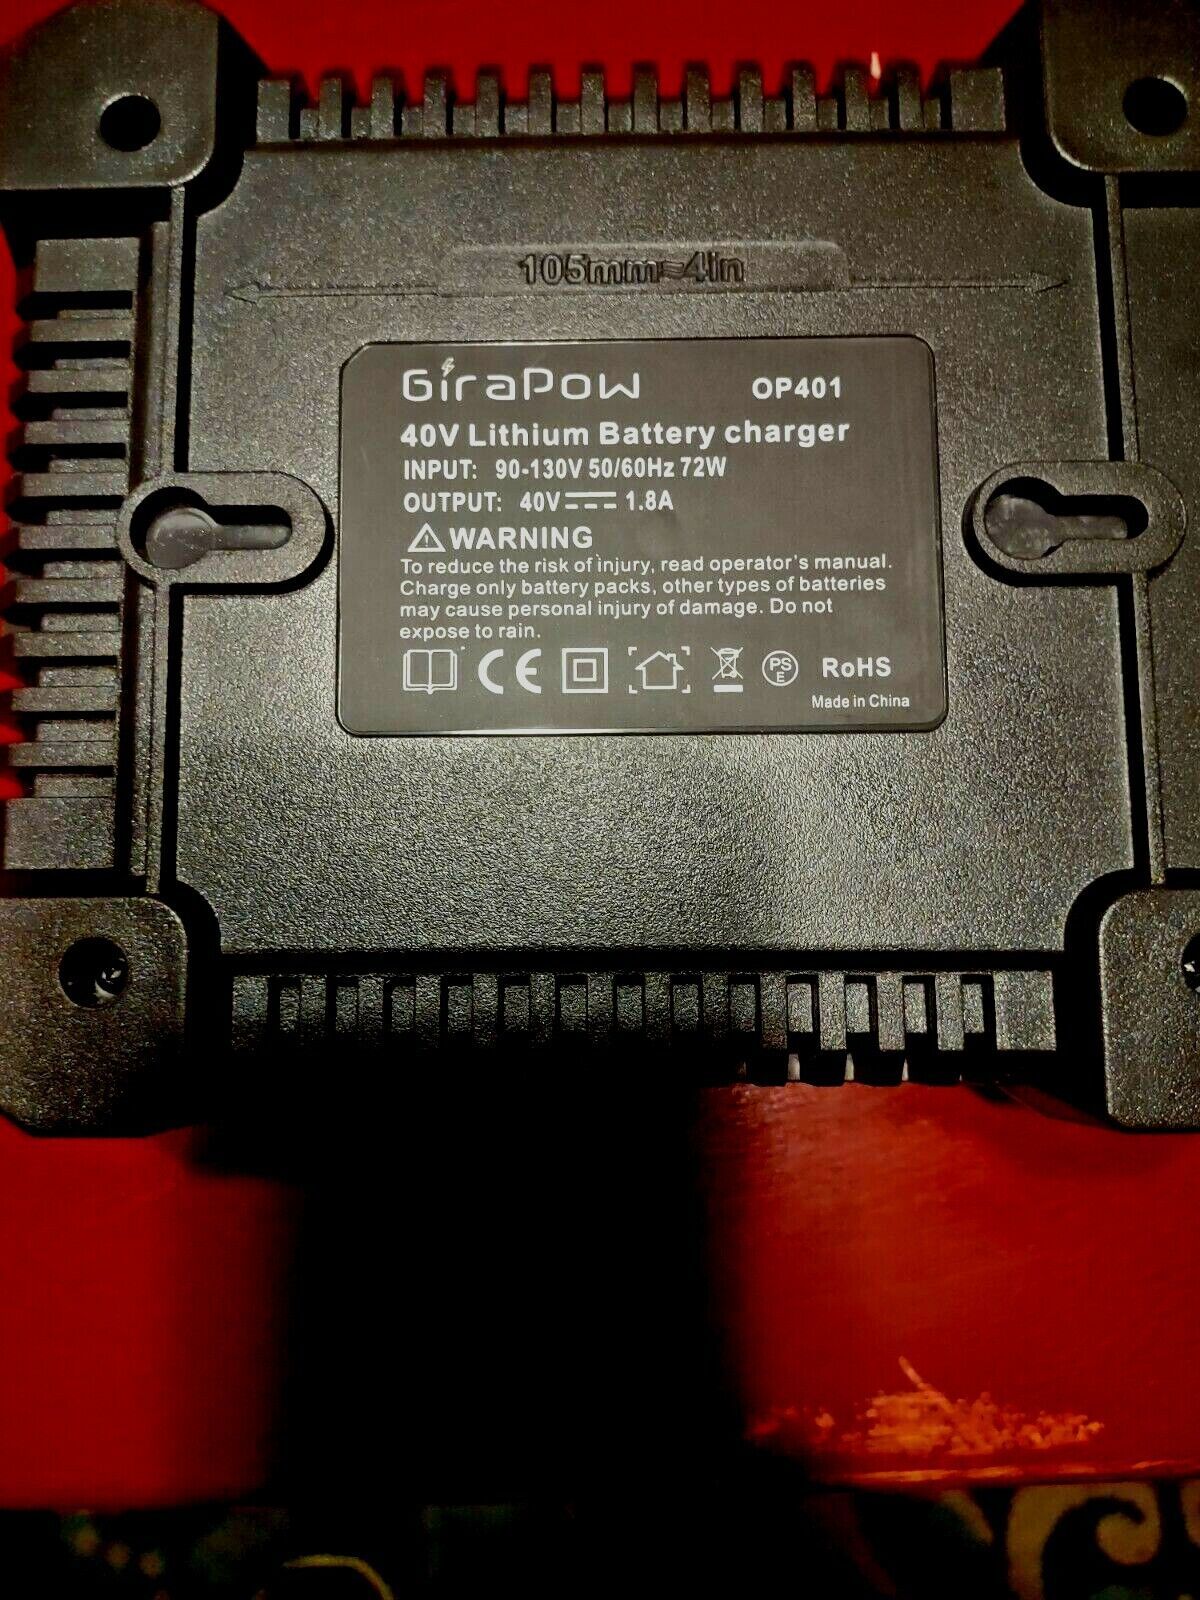 105mm≈4in
GiraPow OP401
40V Lithium Battery charger
INPUT: 90-130V 50/60Hz 72W
OUTPUT: 40V⎓1.8A
⚠WARNING
To reduce the risk of injury, read operator's manual.
Charge only battery packs, other types of batteries
may cause personal injury of damage. Do not
expose to rain.
CE PSE RoHS
Made in China